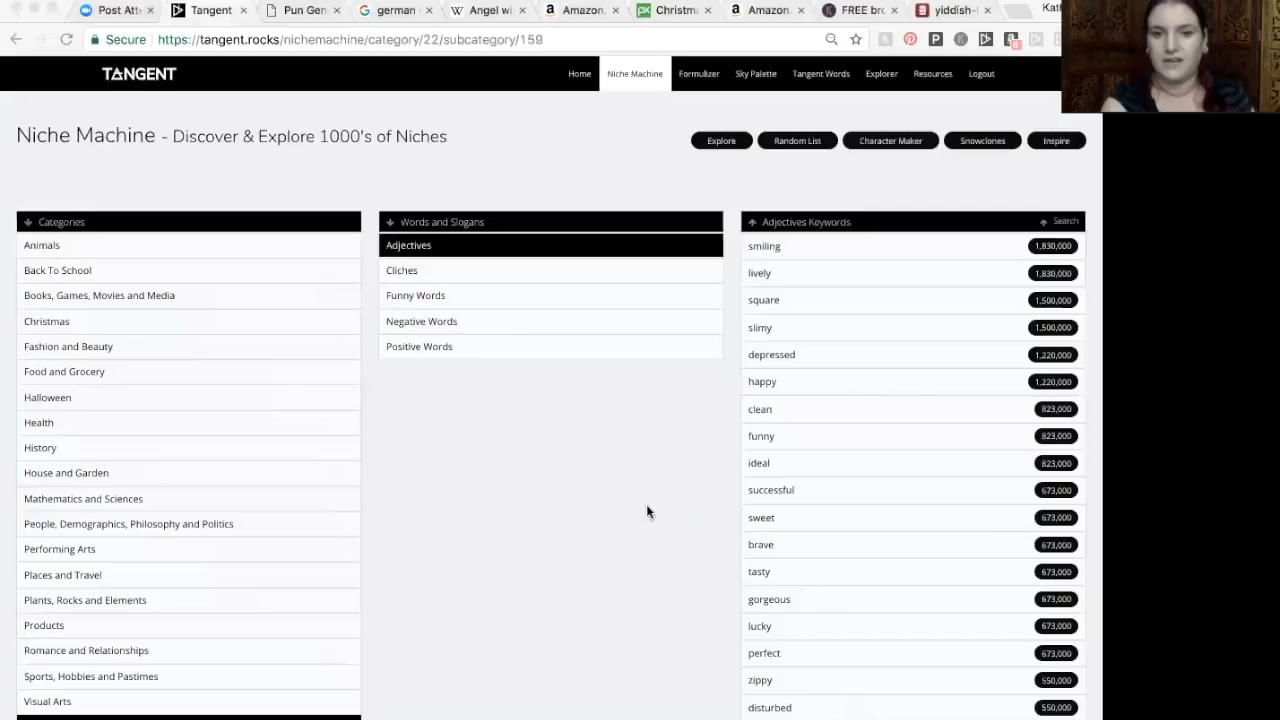 Post Att
Tangent
Pun Gen
german
Angel wi
Amazon.
Christma
Amazon.
FREE bro
yiddish-
Kath
Secure https://tangent.rocks/nichemachine/category/22/subcategory/159
TANGENT
Home Niche Machine Formulizer Sky Palette Tangent Words Explorer Resources Logout
Niche Machine - Discover & Explore 1000's of Niches
Explore Random List Character Maker Snowclones Inspire
Categories
Animals
Back To School
Books, Games, Movies and Media
Christmas
Fashion and Beauty
Food and Grocery
Halloween
Health
History
House and Garden
Mathematics and Sciences
People, Demographics, Philosophy and Politics
Performing Arts
Places and Travel
Plants, Rocks and Elements
Products
Romance and Relationships
Sports, Hobbies and Pastimes
Visual Arts
Words and Slogans
Adjectives
Cliches
Funny Words
Negative Words
Positive Words
Adjectives Keywords Search
smiling 1,830,000
lively 1,830,000
square 1,500,000
slimy 1,500,000
depressed 1,220,000
happy 1,220,000
clean 823,000
funny 823,000
ideal 823,000
successful 673,000
sweet 673,000
brave 673,000
tasty 673,000
gorgeous 673,000
lucky 673,000
perfect 673,000
zippy 550,000
disturbed 550,000